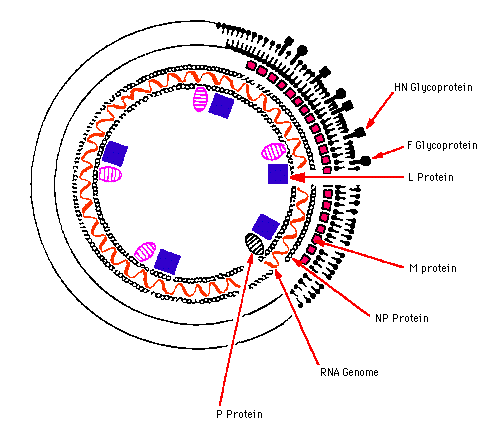 HN Glycoprotein
F Glycoprotein
L Protein
M protein
NP Protein
RNA Genome
P Protein